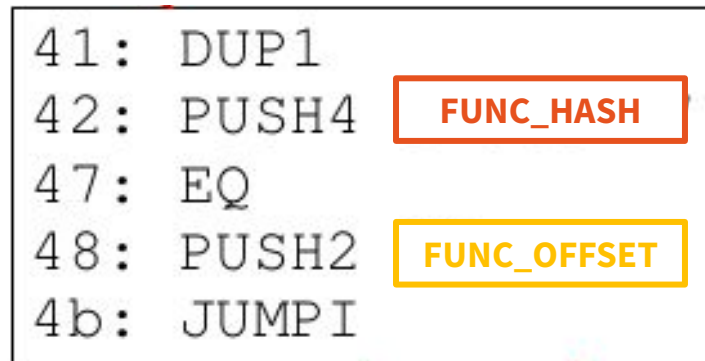 41: DUP1
42: PUSH4 FUNC_HASH
47: EQ
48: PUSH2 FUNC_OFFSET
4b: JUMPI